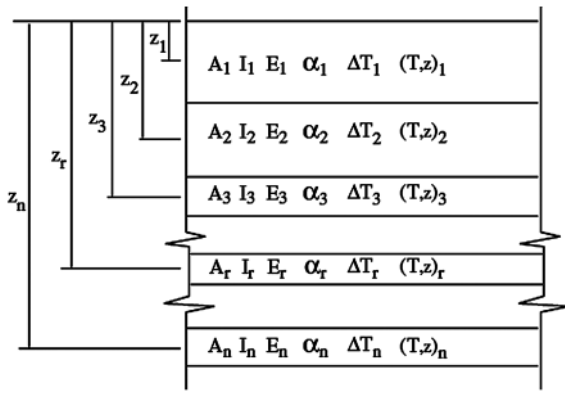 z₁
A₁ I₁ E₁ α₁ ΔT₁ (T,z)₁
z₂
A₂ I₂ E₂ α₂ ΔT₂ (T,z)₂
z₃
A₃ I₃ E₃ α₃ ΔT₃ (T,z)₃
zᵣ
Aᵣ Iᵣ Eᵣ αᵣ ΔTᵣ (T,z)ᵣ
zₙ
Aₙ Iₙ Eₙ αₙ ΔTₙ (T,z)ₙ